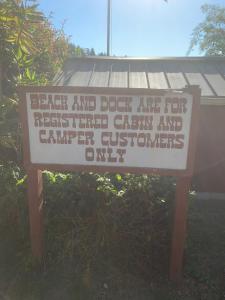 BEACH AND DOCK ARE FOR
REGISTERED CABIN AND
CAMPER CUSTOMERS
ONLY